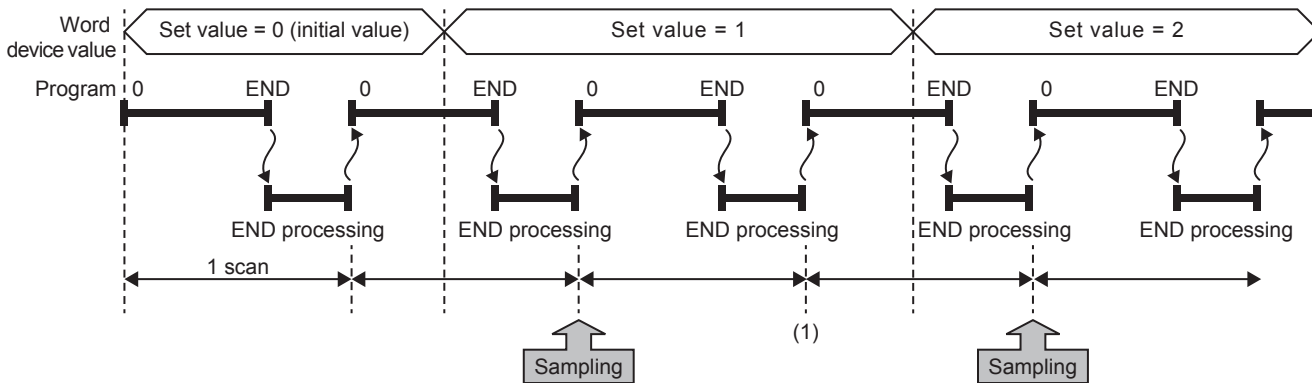 Word
device value
Set value = 0 (initial value)
Set value = 1
Set value = 2
Program
0
END
0
END
0
END
0
END
0
END
END processing
END processing
END processing
END processing
END processing
1 scan
(1)
Sampling
Sampling